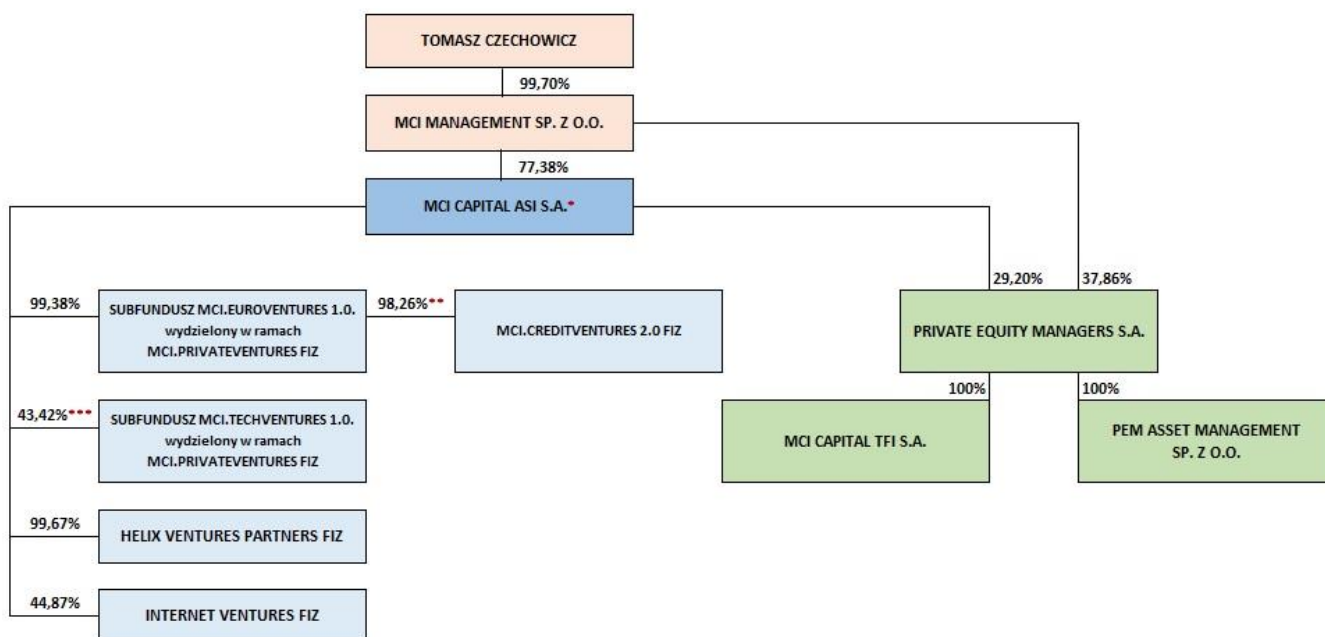 TOMASZ CZECHOWICZ
99,70%
MCI MANAGEMENT SP. Z O.O.
77,38%
MCI CAPITAL ASI S.A.*
29,20%
37,86%
99,38%
SUBFUNDUSZ MCI.EUROVENTURES 1.0.
wydzielony w ramach
MCI.PRIVATEVENTURES FIZ
98,26%**
MCI.CREDITVENTURES 2.0 FIZ
PRIVATE EQUITY MANAGERS S.A.
100%
100%
43,42%***
SUBFUNDUSZ MCI.TECHVENTURES 1.0.
wydzielony w ramach
MCI.PRIVATEVENTURES FIZ
MCI CAPITAL TFI S.A.
PEM ASSET MANAGEMENT
SP. Z O.O.
99,67%
HELIX VENTURES PARTNERS FIZ
44,87%
INTERNET VENTURES FIZ